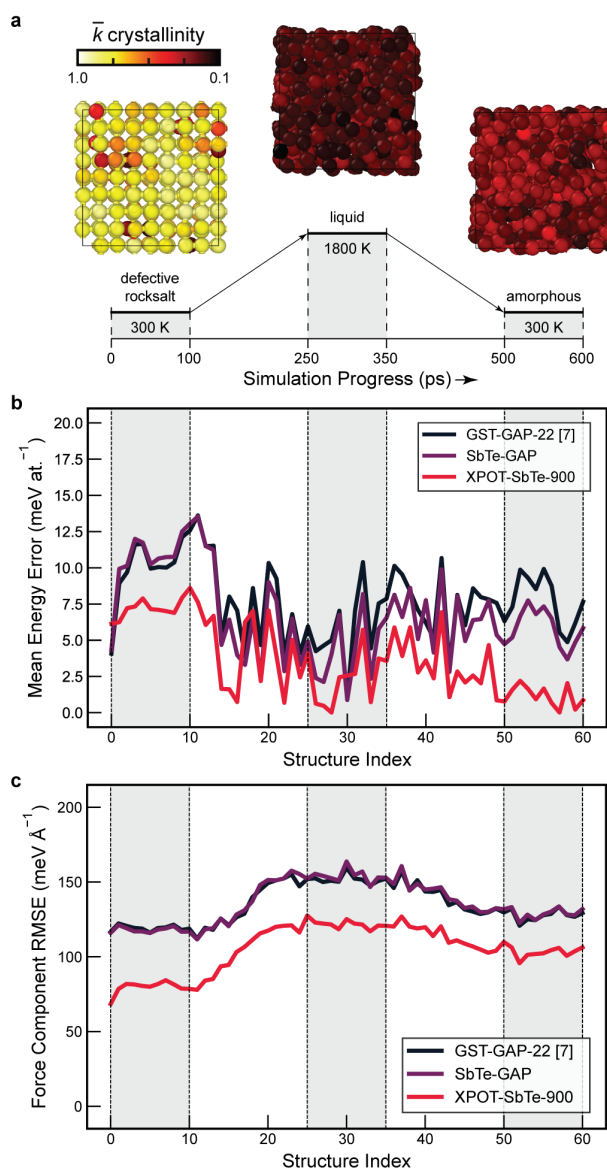 a
k̅ crystallinity
1.0 0.1
liquid
1800 K
defective
rocksalt
amorphous
300 K
300 K
0 100 250 350 500 600
Simulation Progress (ps)
b
20.0
17.5
15.0
12.5
10.0
7.5
5.0
2.5
0.0
Mean Energy Error (meV at.⁻¹)
GST-GAP-22 [7]
SbTe-GAP
XPOT-SbTe-900
0 10 20 30 40 50 60
Structure Index
c
200
150
100
50
0
Force Component RMSE (meV Å⁻¹)
GST-GAP-22 [7]
SbTe-GAP
XPOT-SbTe-900
0 10 20 30 40 50 60
Structure Index